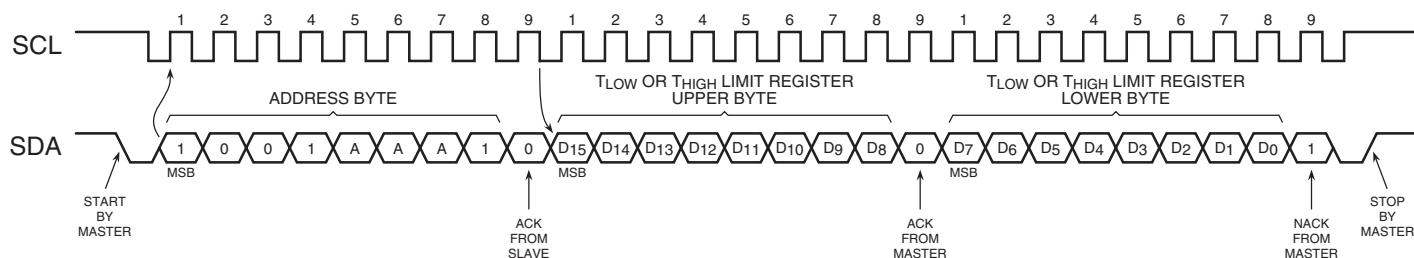 1 2 3 4 5 6 7 8 9 1 2 3 4 5 6 7 8 9 1 2 3 4 5 6 7 8 9
SCL
TLOW OR THIGH LIMIT REGISTER
UPPER BYTE
TLOW OR THIGH LIMIT REGISTER
LOWER BYTE
ADDRESS BYTE
SDA
1 0 0 1 A A A 1 0 D15 D14 D13 D12 D11 D10 D9 D8 0 D7 D6 D5 D4 D3 D2 D1 D0 1
MSB
MSB
MSB
START
BY
MASTER
ACK
FROM
SLAVE
ACK
FROM
MASTER
NACK
FROM
MASTER
STOP
BY
MASTER